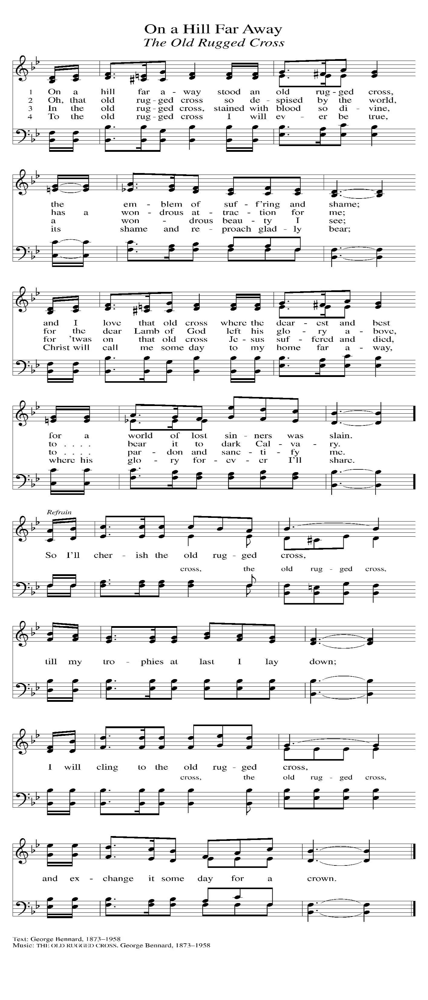 On a Hill Far Away
The Old Rugged Cross
1 On a hill far a - way stood an old rug - ged cross,
2 Oh, that old rug - ged cross so de - spised by the world,
3 In the old rug - ged cross, stained with blood so di - vine,
4 To the old rug - ged cross I will ev - er be true,
the em - blem of suf - f'ring and shame;
has a won - drous at - trac - tion for me;
a won - drous beau - ty I see;
its shame and re - proach glad - ly bear;
and I love that old cross where the dear - est and best
for the dear Lamb of God left his glo - ry a - bove,
for 'twas on that old cross Je - sus suf - fered and died,
Christ will call me some day to my home far a - way,
for a world of lost sin - ners was slain.
to . . . . bear it to dark Cal - va - ry.
to . . . . par - don and sanc - ti - fy me.
where his glo - ry for - ev - er I'll share.
Refrain
So I'll cher - ish the old rug - ged cross,
cross, the old rug - ged cross,
till my tro - phies at last I lay down;
I will cling to the old rug - ged cross,
cross, the old rug - ged cross,
and ex - change it some day for a crown.
Text: George Bennard, 1873–1958
Music: THE OLD RUGGED CROSS. George Bennard, 1873–1958